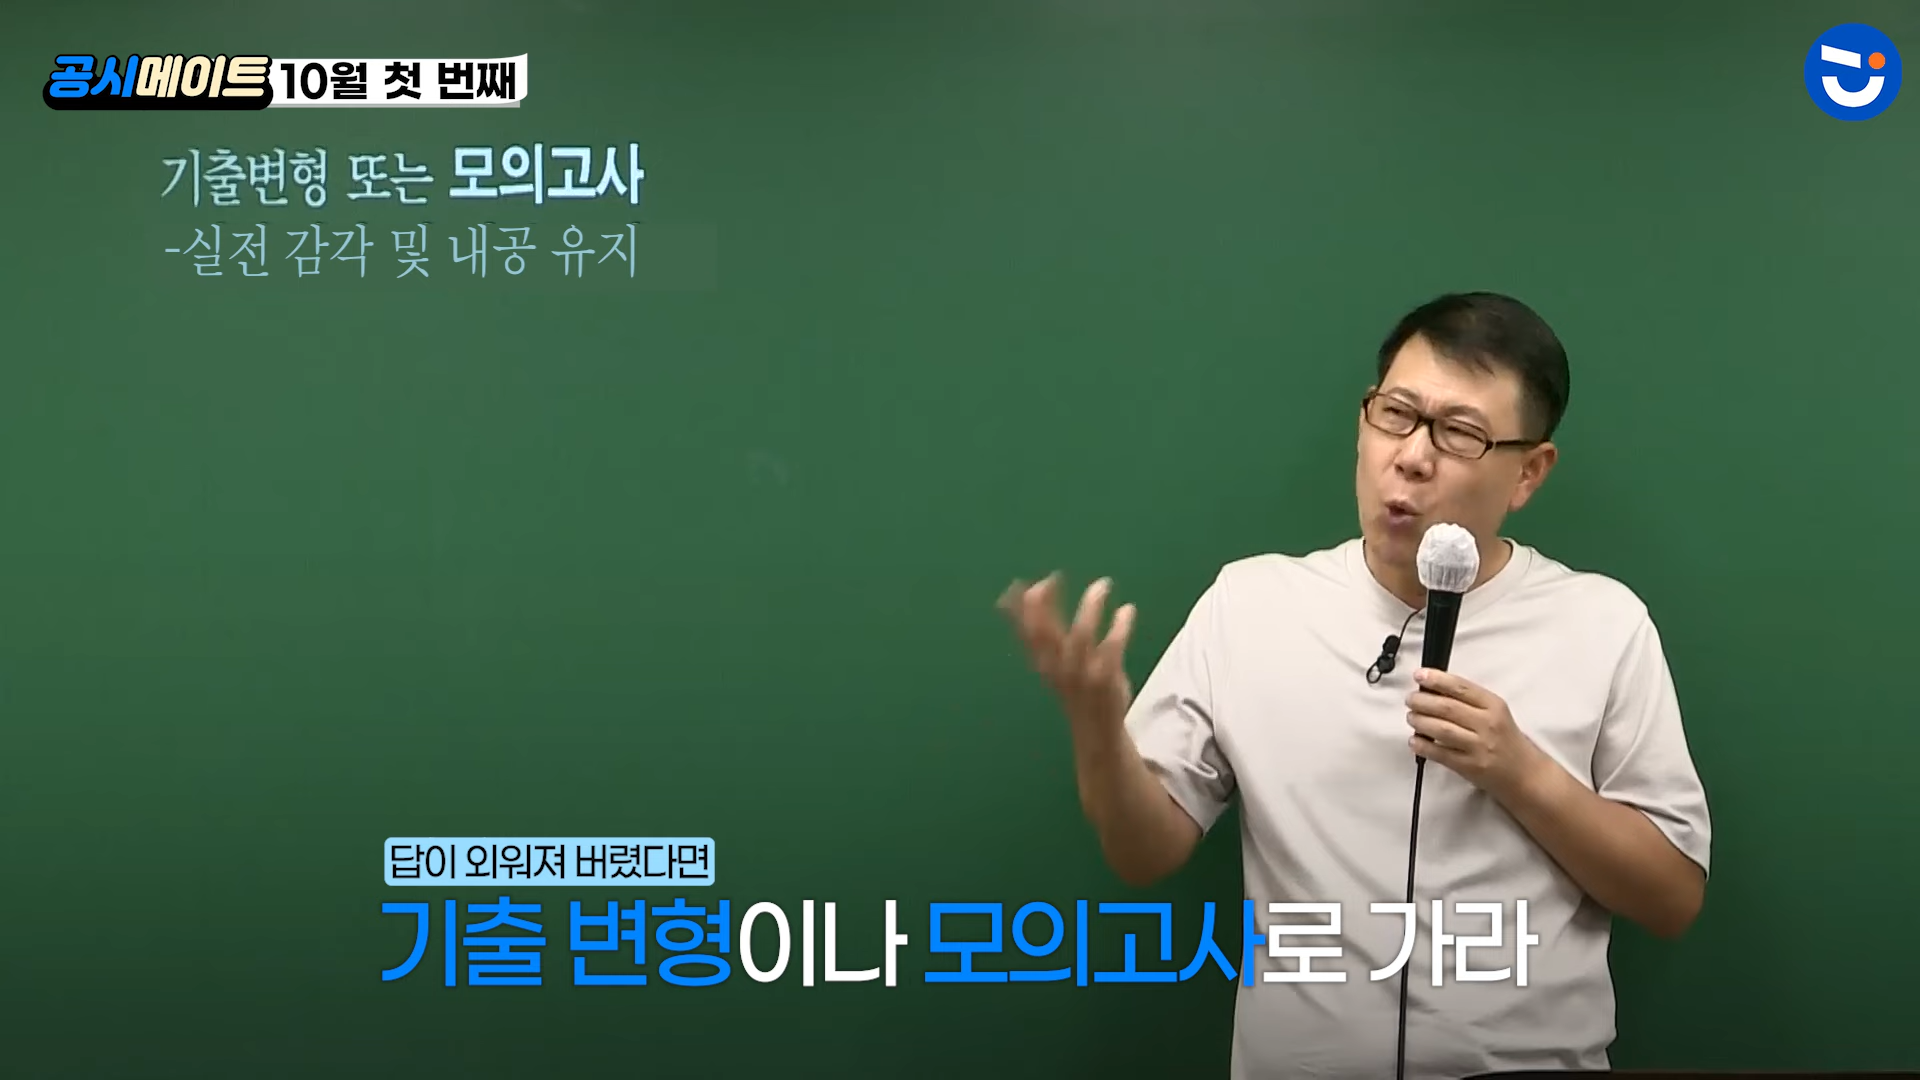 공시메이트 10월 첫 번째
기출변형 또는 모의고사
-실전 감각 및 내공 유지
답이 외워져 버렸다면
기출 변형이나 모의고사로 가라